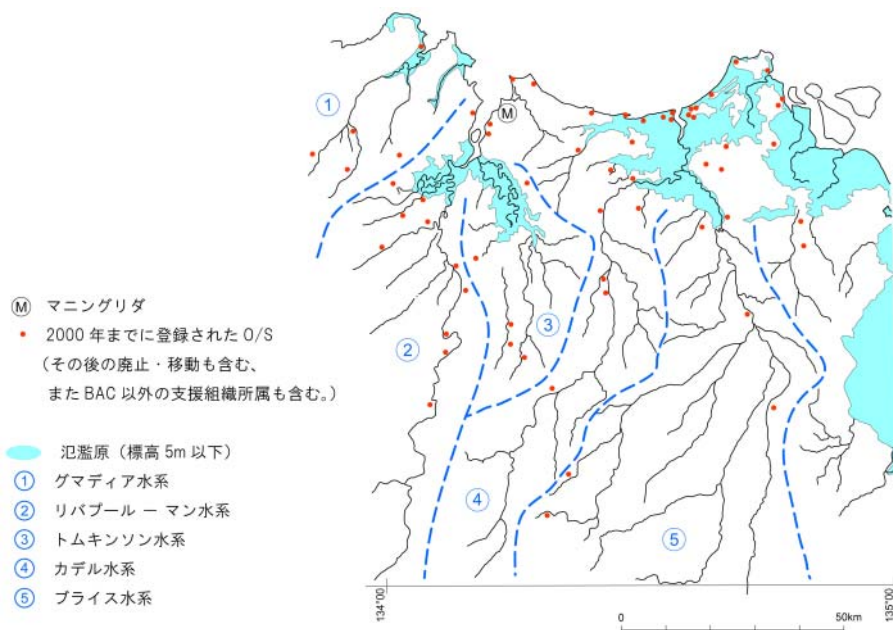 ①
M
③
②
④
⑤
Ⓜ マニングリダ
2000 年までに登録された O/S
(その後の廃止・移動も含む、
また BAC 以外の支援組織所属も含む。)
氾濫原（標高 5m 以下）
① グマディア水系
② リバプール ー マン水系
③ トムキンソン水系
④ カデル水系
⑤ ブライス水系
134°00
135°00
0 50km